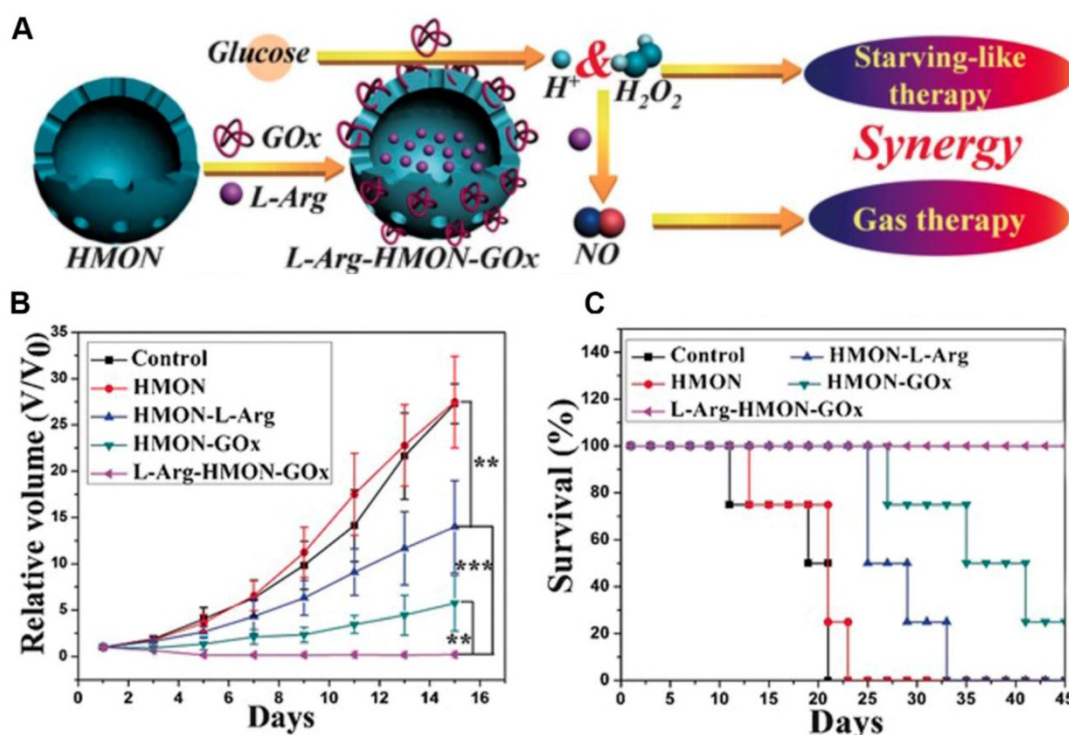 A
Glucose
H⁺ & H₂O₂
Starving-like
therapy
Synergy
GOx
L-Arg
HMON
L-Arg-HMON-GOx
NO
Gas therapy
B
Relative volume (V/V0)
35
30
25
20
15
10
5
0
Control
HMON
HMON-L-Arg
HMON-GOx
L-Arg-HMON-GOx
**
***
**
0 2 4 6 8 10 12 14 16
Days
C
Survival (%)
140
120
100
80
60
40
20
0
Control HMON-L-Arg
HMON HMON-GOx
L-Arg-HMON-GOx
0 5 10 15 20 25 30 35 40 45
Days